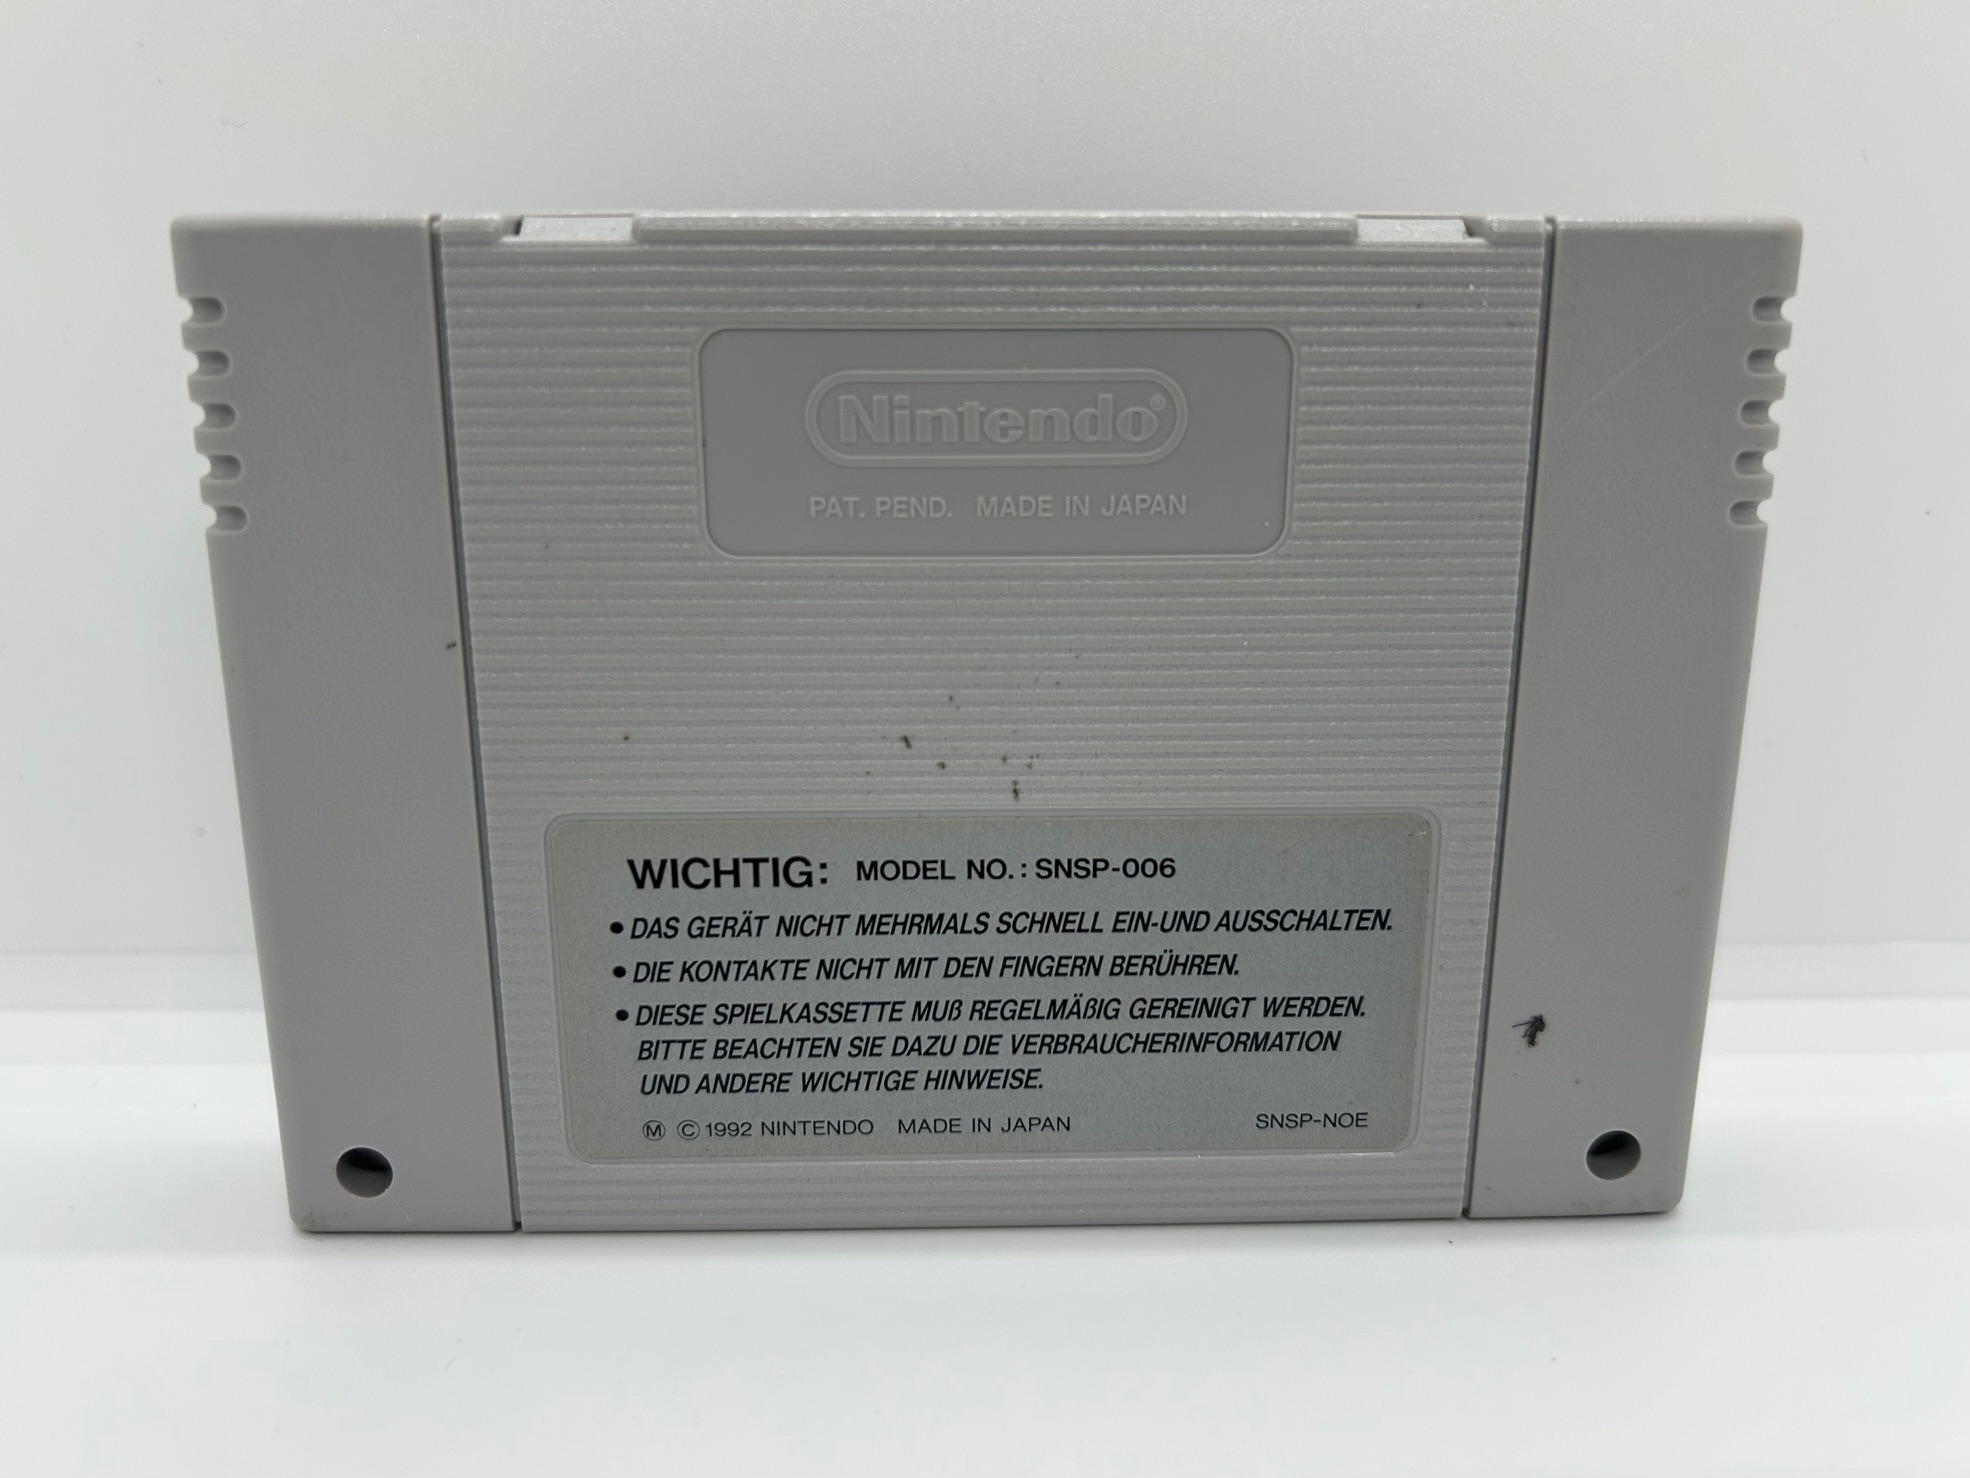 Nintendo®
PAT. PEND. MADE IN JAPAN
WICHTIG: MODEL NO.: SNSP-006
• DAS GERÄT NICHT MEHRMALS SCHNELL EIN-UND AUSSCHALTEN.
• DIE KONTAKTE NICHT MIT DEN FINGERN BERÜHREN.
• DIESE SPIELKASSETTE MUß REGELMÄßIG GEREINIGT WERDEN.
BITTE BEACHTEN SIE DAZU DIE VERBRAUCHERINFORMATION
UND ANDERE WICHTIGE HINWEISE.
Ⓜ © 1992 NINTENDO MADE IN JAPAN SNSP-NOE